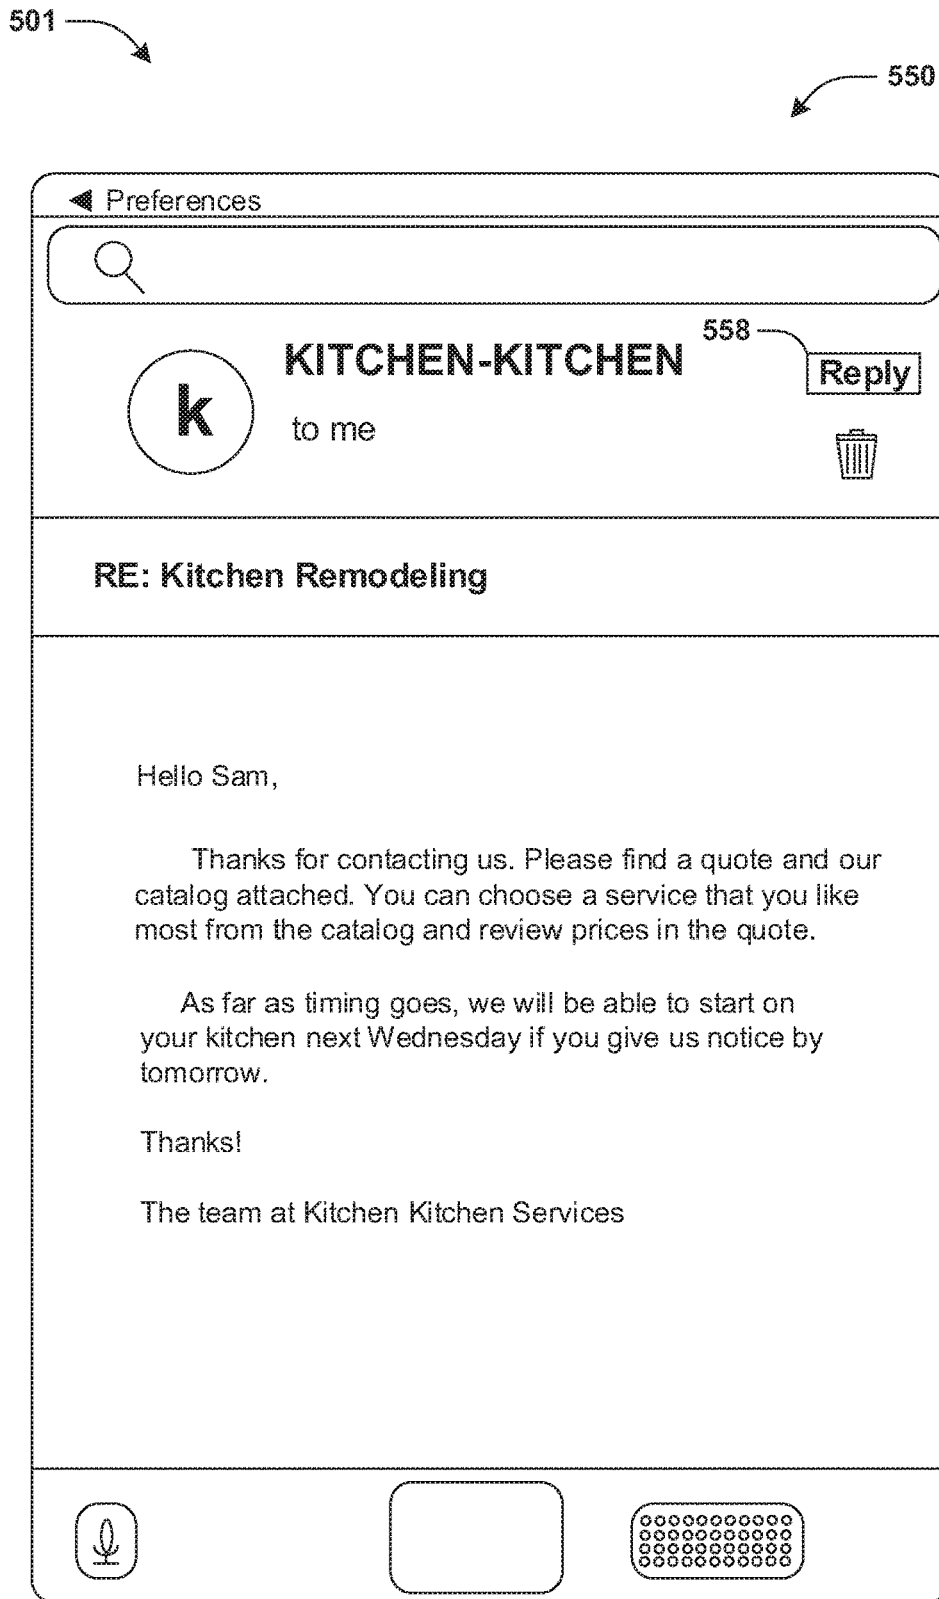 501
550
◀ Preferences
KITCHEN-KITCHEN
558
Reply
k
to me
RE: Kitchen Remodeling
Hello Sam,
Thanks for contacting us. Please find a quote and our
catalog attached. You can choose a service that you like
most from the catalog and review prices in the quote.
As far as timing goes, we will be able to start on
your kitchen next Wednesday if you give us notice by
tomorrow.
Thanks!
The team at Kitchen Kitchen Services